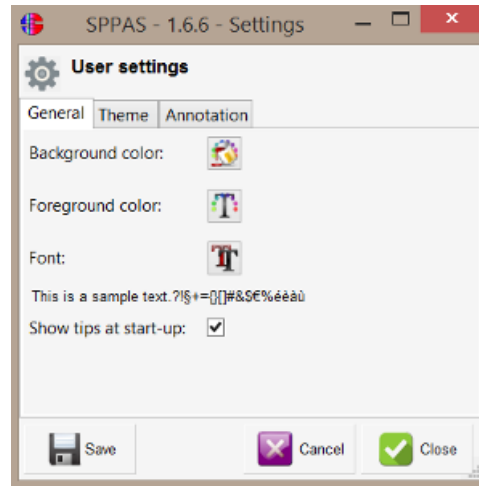 SPPAS - 1.6.6 - Settings
User settings
General Theme Annotation
Background color:
Foreground color:
Font:
This is a sample text.?!§+={}[]#&$€%éèàù
Show tips at start-up:
Save Cancel Close